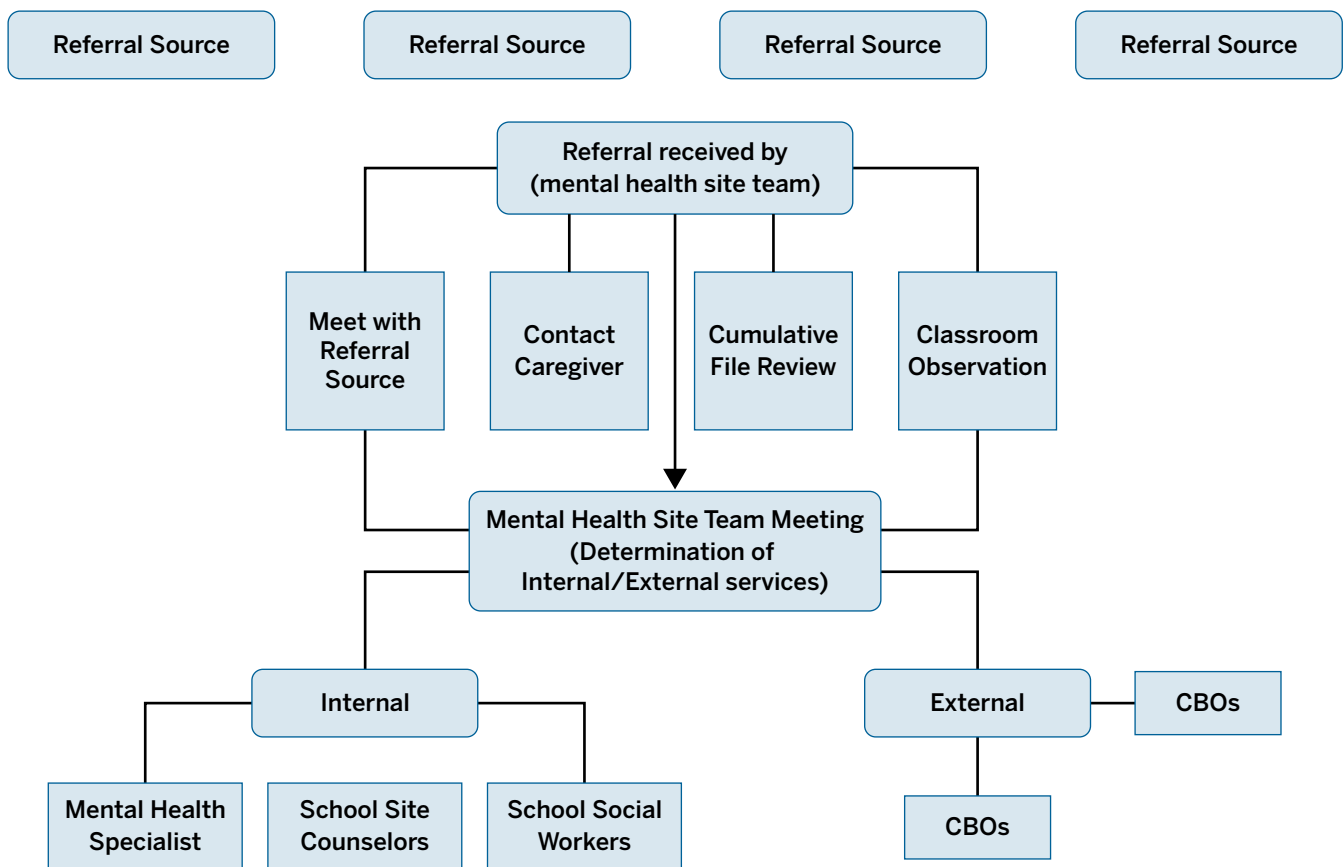 Referral Source
Referral Source
Referral Source
Referral Source
Referral received by
(mental health site team)
Meet with
Referral
Source
Contact
Caregiver
Cumulative
File Review
Classroom
Observation
Mental Health Site Team Meeting
(Determination of
Internal/External services)
Internal
External
CBOs
Mental Health
Specialist
School Site
Counselors
School Social
Workers
CBOs